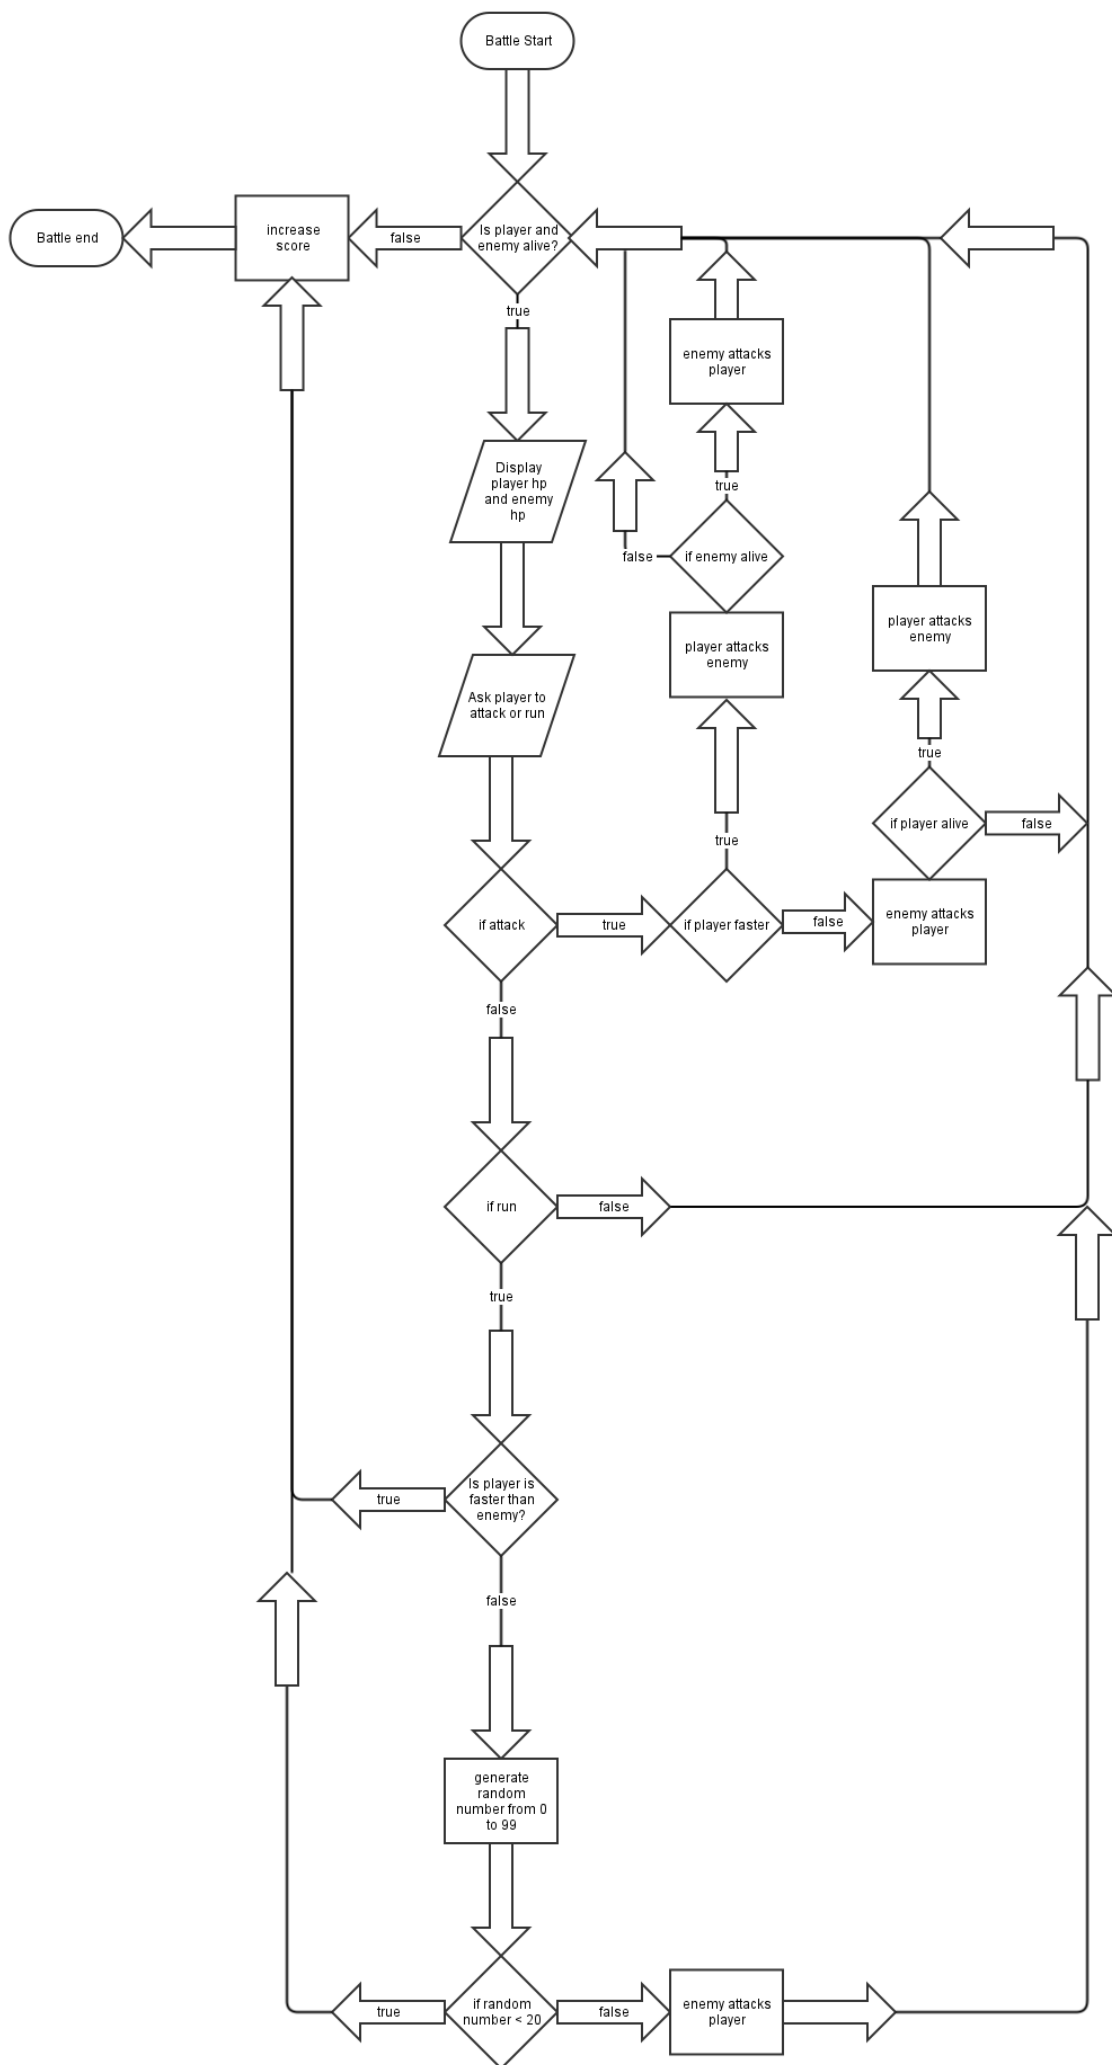 Battle Start
Battle end
increase
score
false
Is player and
enemy alive?
true
enemy attacks
player
true
Display
player hp
and enemy
hp
false
if enemy alive
player attacks
enemy
player attacks
enemy
Ask player to
attack or run
true
if player alive
false
true
if attack
true
if player faster
false
enemy attacks
player
false
if run
false
true
true
Is player is
faster than
enemy?
false
generate
random
number from 0
to 99
true
if random
number < 20
false
enemy attacks
player